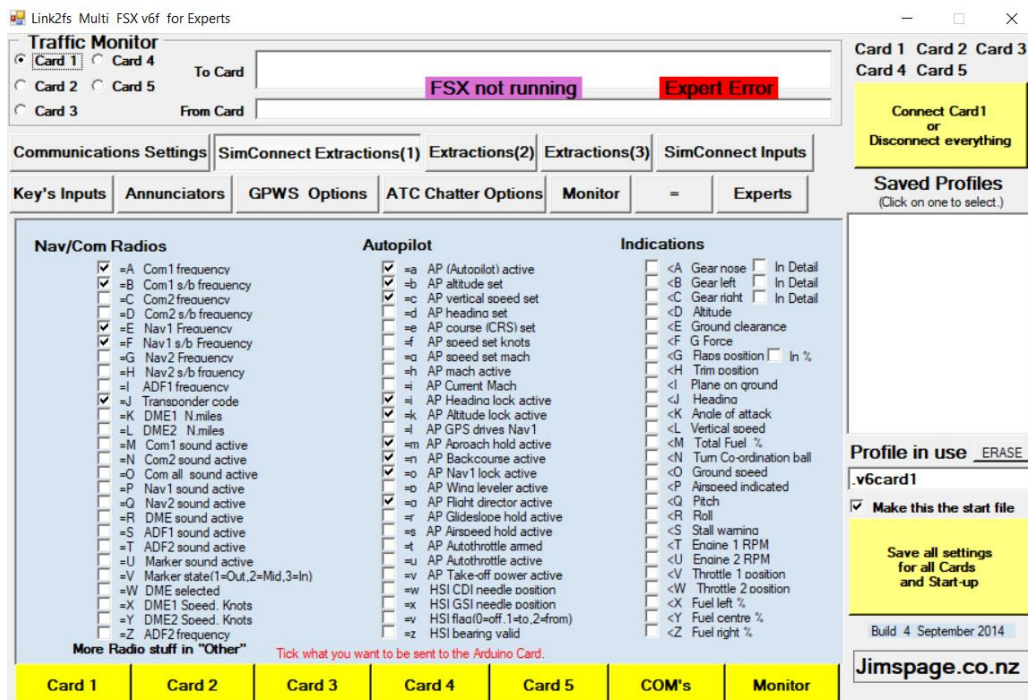 Link2fs Multi FSX v6f for Experts
Traffic Monitor
Card 1 Card 4
Card 2 Card 5
Card 3
To Card
From Card
FSX not running
Expert Error
Card 1 Card 2 Card 3
Card 4 Card 5
Connect Card1
or
Disconnect everything
Communications Settings SimConnect Extractions(1) Extractions(2) Extractions(3) SimConnect Inputs
Key's Inputs Annunciators GPWS Options ATC Chatter Options Monitor = Experts
Nav/Com Radios
=A Com1 frequency
=B Com1 s/b frequency
=C Com2 frequency
=D Com2 s/b frequency
=E Nav1 Frequency
=F Nav1 s/b Frequency
=G Nav2 Frequency
=H Nav2 s/b frequency
=I ADF1 frequency
=J Transponder code
=K DME1 N.miles
=L DME2 N.miles
=M Com1 sound active
=N Com2 sound active
=O Com all sound active
=P Nav1 sound active
=Q Nav2 sound active
=R DME sound active
=S ADF1 sound active
=T ADF2 sound active
=U Marker sound active
=V Marker state(1=Out,2=Mid,3=In)
=W DME selected
=X DME1 Speed. Knots
=Y DME2 Speed. Knots
=Z ADF2 frequency
More Radio stuff in "Other"
Autopilot
=a AP (Autopilot) active
=b AP altitude set
=c AP vertical speed set
=d AP heading set
=e AP course (CRS) set
=f AP speed set knots
=g AP speed set mach
=h AP mach active
=i AP Current Mach
=j AP Heading lock active
=k AP Altitude lock active
=l AP GPS drives Nav1
=m AP Aproach hold active
=n AP Backcourse active
=o AP Nav1 lock active
=p AP Wing leveler active
=q AP Flight director active
=r AP Glideslope hold active
=s AP Airspeed hold active
=t AP Autothrottle armed
=u AP Autothrottle active
=v AP Take-off power active
=w HSI CDI needle position
=x HSI GSI needle position
=y HSI flag(0=off.1=to,2=from)
=z HSI bearing valid
Tick what you want to be sent to the Arduino Card.
Indications
<A Gear nose In Detail
<B Gear left In Detail
<C Gear right In Detail
<D Altitude
<E Ground clearance
<F G Force
<G Flaps position In %
<H Trim position
<I Plane on ground
<J Heading
<K Angle of attack
<L Vertical speed
<M Total Fuel %
<N Turn Co-ordination ball
<O Ground speed
<P Airspeed indicated
<Q Pitch
<R Roll
<S Stall warning
<T Engine 1 RPM
<U Engine 2 RPM
<V Throttle 1 position
<W Throttle 2 position
<X Fuel left %
<Y Fuel centre %
<Z Fuel right %
Saved Profiles
(Click on one to select.)
Profile in use ERASE
.v6card1
Make this the start file
Save all settings
for all Cards
and Start-up
Build 4 September 2014
Jimspage.co.nz
Card 1 Card 2 Card 3 Card 4 Card 5 COM's Monitor